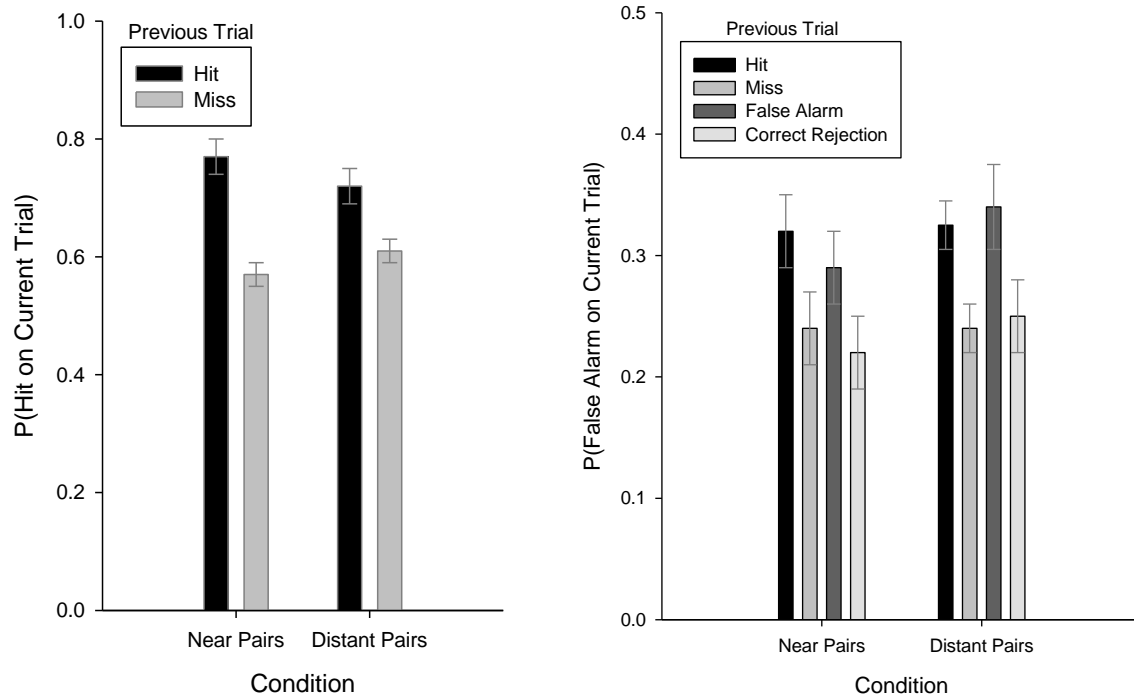 Previous Trial
Hit
Miss
P(Hit on Current Trial)
1.0
0.8
0.6
0.4
0.2
0.0
Near Pairs Distant Pairs
Condition
Previous Trial
Hit
Miss
False Alarm
Correct Rejection
P(False Alarm on Current Trial)
0.5
0.4
0.3
0.2
0.1
0.0
Near Pairs Distant Pairs
Condition